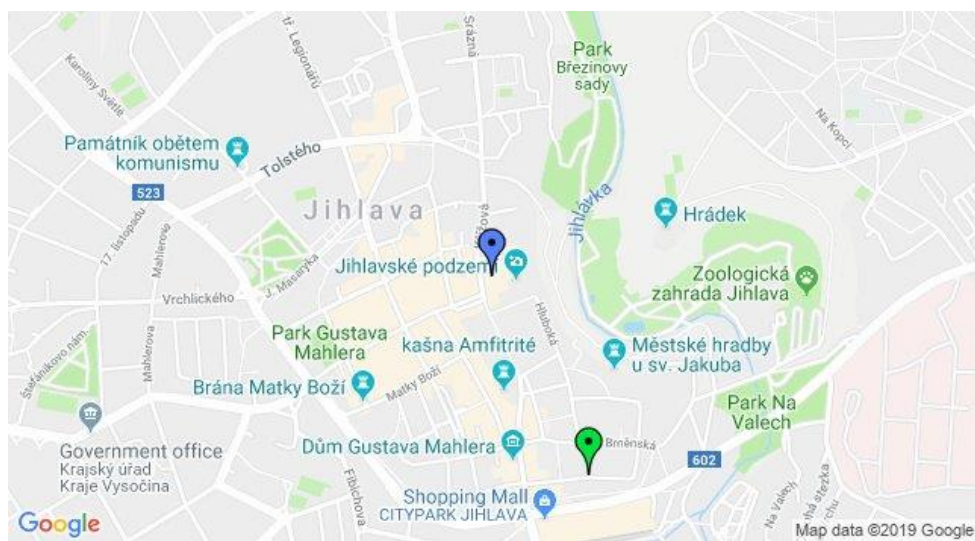 tř. Legionářů
Srázná
Park
Březinovy
sady
Karoliny Světlé
Na Kopci
Památník obětem
komunismu
Tolstého
523
Jihlávka
Hrádek
Jihlava
17. listopadu
Mahlerova
J. Masaryka
Jihlavské podzemí
Zoologická
zahrada Jihlava
Vrchlického
Hluboká
Park Gustava
Mahlera
kašna Amfitrité
Městské hradby
u sv. Jakuba
Štefánikovo nám.
Mahlerova
Brána Matky Boží
Matky Boží
Park Na
Valech
Government office
Krajský úřad
Kraje Vysočina
Dům Gustava Mahlera
Brněnská
602
Fibichova
Shopping Mall
CITYPARK JIHLAVA
Na Valech
stezka
Google
Map data ©2019 Google